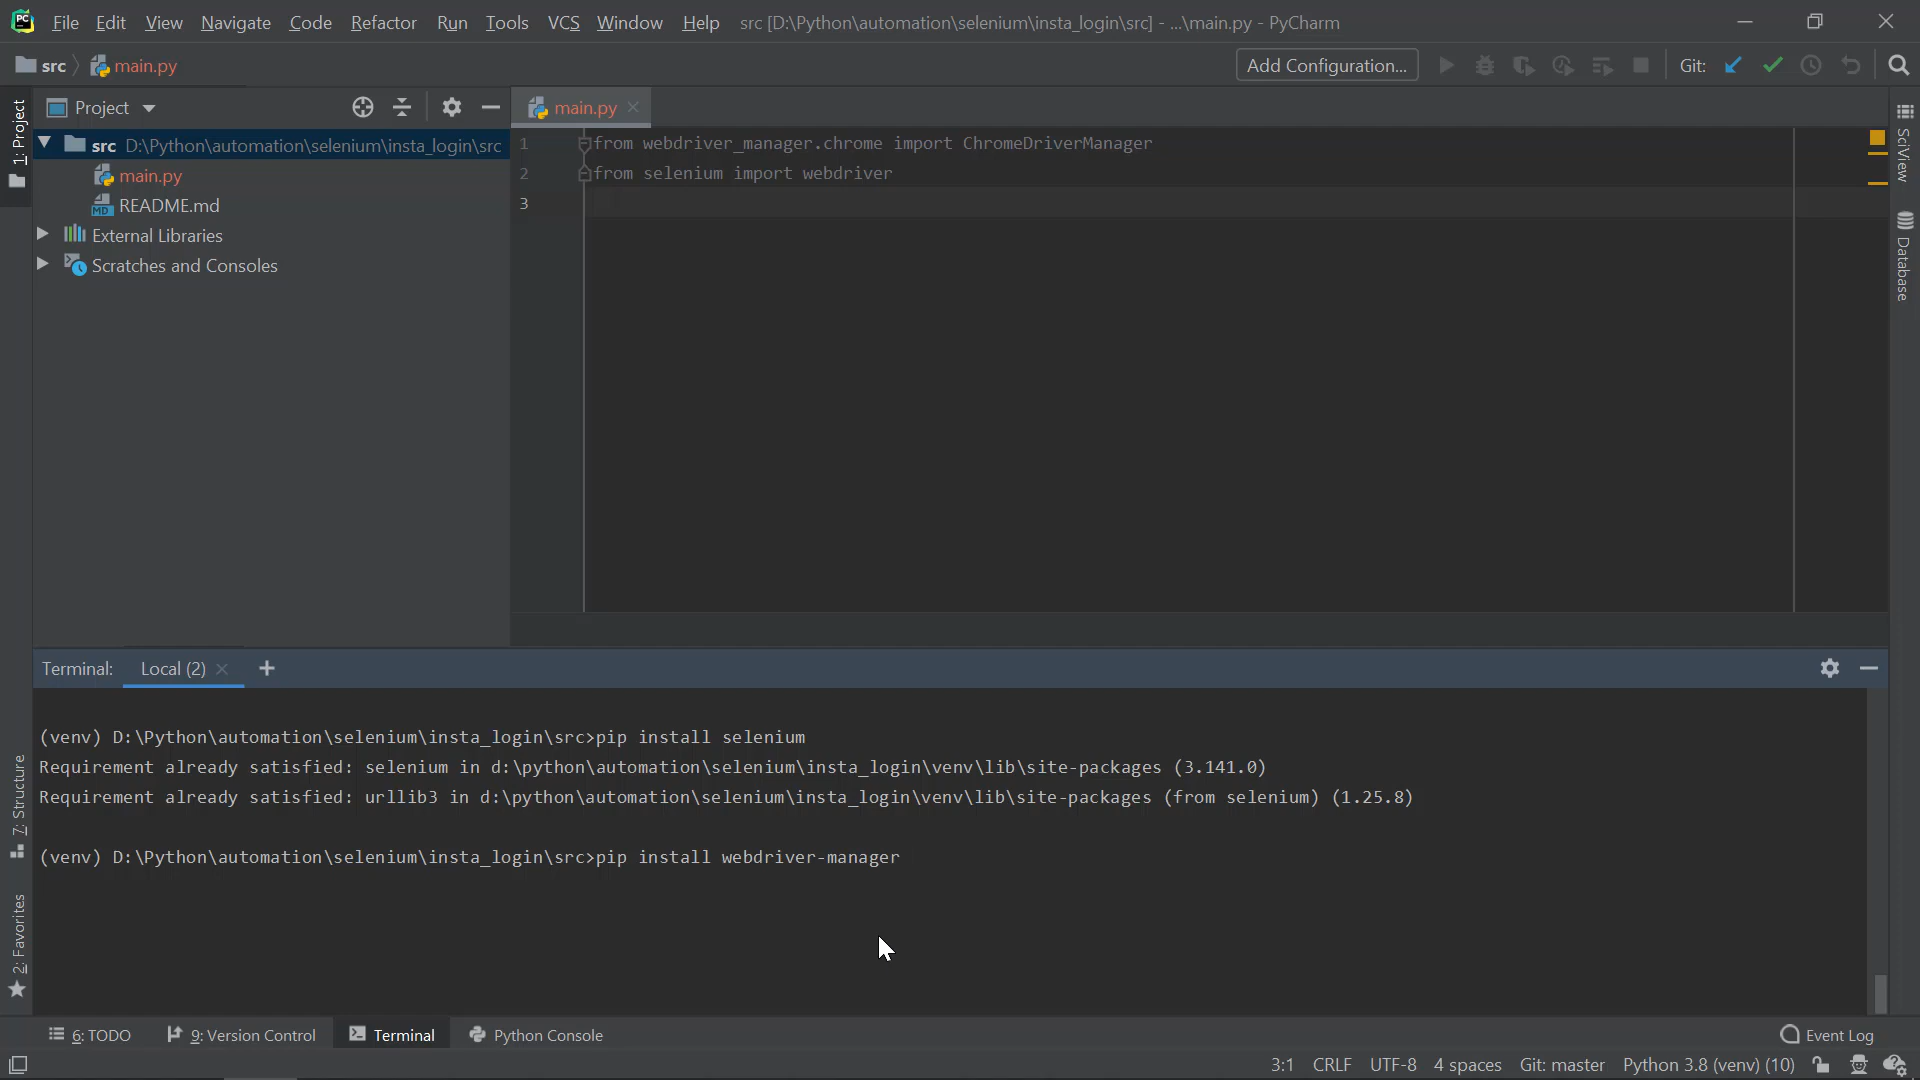 PC File Edit View Navigate Code Refactor Run Tools VCS Window Help src [D:\Python\automation\selenium\insta_login\src] - ...\main.py - PyCharm
src main.py Add Configuration... Git:
1: Project
Project
main.py
src D:\Python\automation\selenium\insta_login\src
main.py
MD README.md
External Libraries
Scratches and Consoles
1 from webdriver_manager.chrome import ChromeDriverManager
2 from selenium import webdriver
3
SciView
Database
Terminal: Local (2) +
(venv) D:\Python\automation\selenium\insta_login\src>pip install selenium
Requirement already satisfied: selenium in d:\python\automation\selenium\insta_login\venv\lib\site-packages (3.141.0)
Requirement already satisfied: urllib3 in d:\python\automation\selenium\insta_login\venv\lib\site-packages (from selenium) (1.25.8)
(venv) D:\Python\automation\selenium\insta_login\src>pip install webdriver-manager
7: Structure
2: Favorites
6: TODO 9: Version Control Terminal Python Console Event Log
3:1 CRLF UTF-8 4 spaces Git: master Python 3.8 (venv) (10)